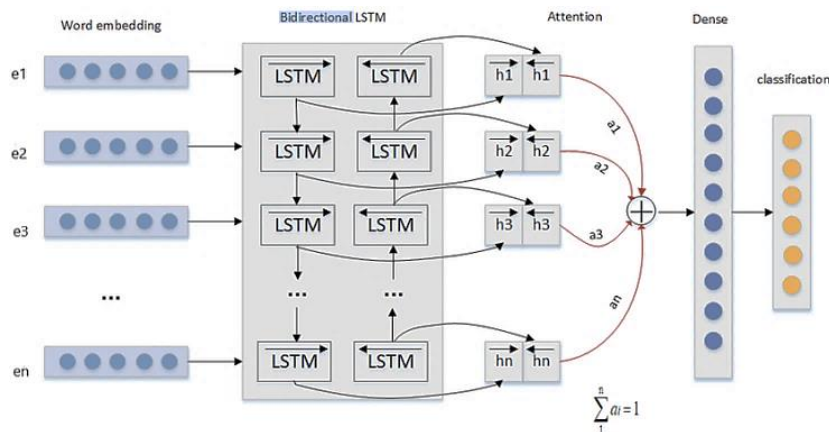 Word embedding
Bidirectional LSTM
Attention
Dense
classification
e1
LSTM LSTM
h1 h1
a1
e2
LSTM LSTM
h2 h2
a2
e3
LSTM LSTM
h3 h3
a3
...
... ...
an
en
LSTM LSTM
hn hn
n
∑ ai = 1
1